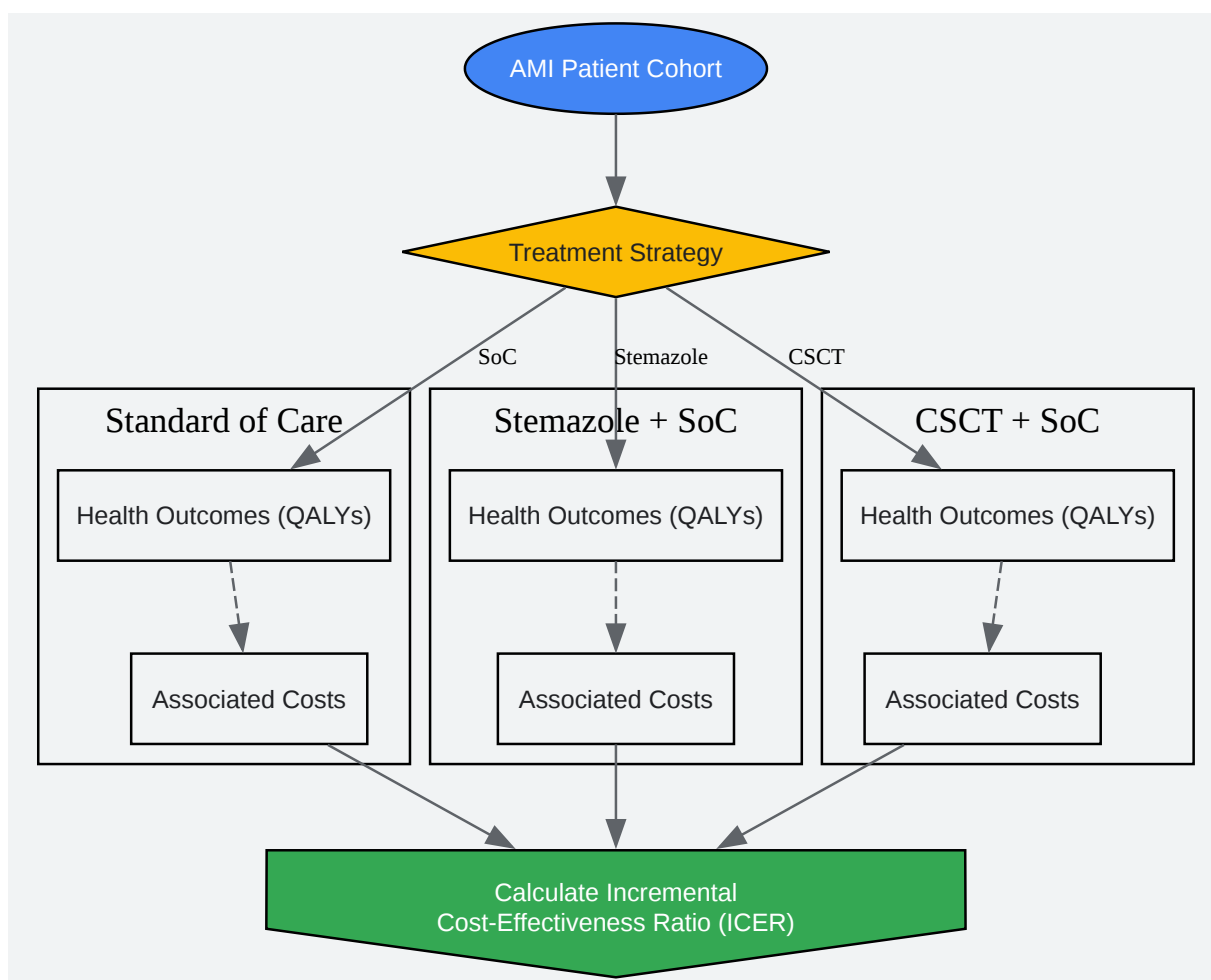 AMI Patient Cohort
Treatment Strategy
SoC
Stemazole
CSCT
Standard of Care
Stemazole + SoC
CSCT + SoC
Health Outcomes (QALYs)
Health Outcomes (QALYs)
Health Outcomes (QALYs)
Associated Costs
Associated Costs
Associated Costs
Calculate Incremental
Cost-Effectiveness Ratio (ICER)